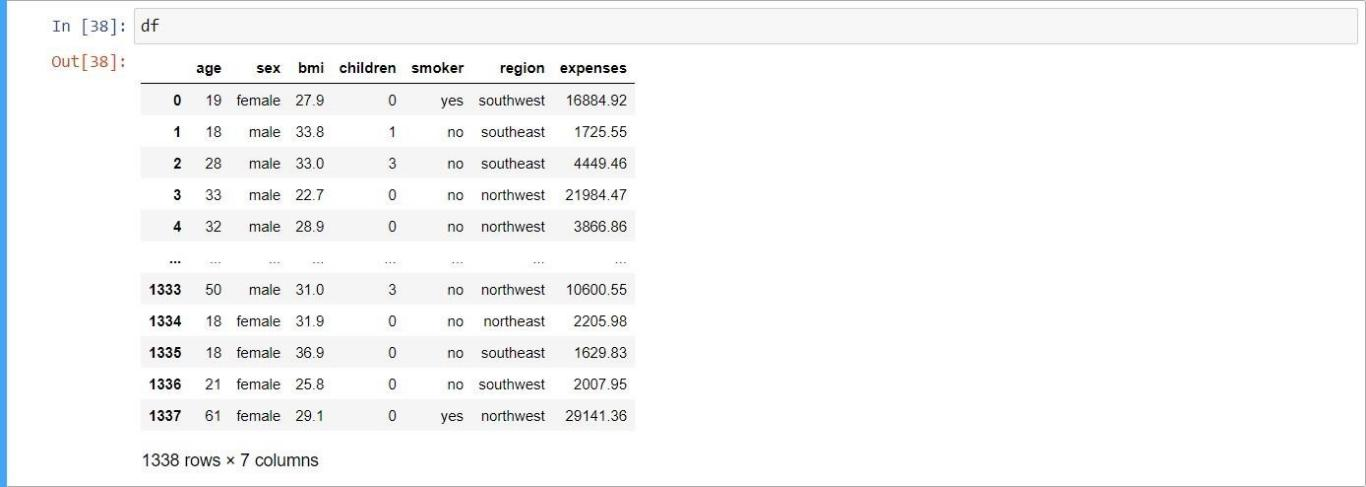 In [38]: df
Out[38]:
age sex bmi children smoker region expenses
0 19 female 27.9 0 yes southwest 16884.92
1 18 male 33.8 1 no southeast 1725.55
2 28 male 33.0 3 no southeast 4449.46
3 33 male 22.7 0 no northwest 21984.47
4 32 male 28.9 0 no northwest 3866.86
... ... ... ... ... ... ... ...
1333 50 male 31.0 3 no northwest 10600.55
1334 18 female 31.9 0 no northeast 2205.98
1335 18 female 36.9 0 no southeast 1629.83
1336 21 female 25.8 0 no southwest 2007.95
1337 61 female 29.1 0 yes northwest 29141.36
1338 rows × 7 columns